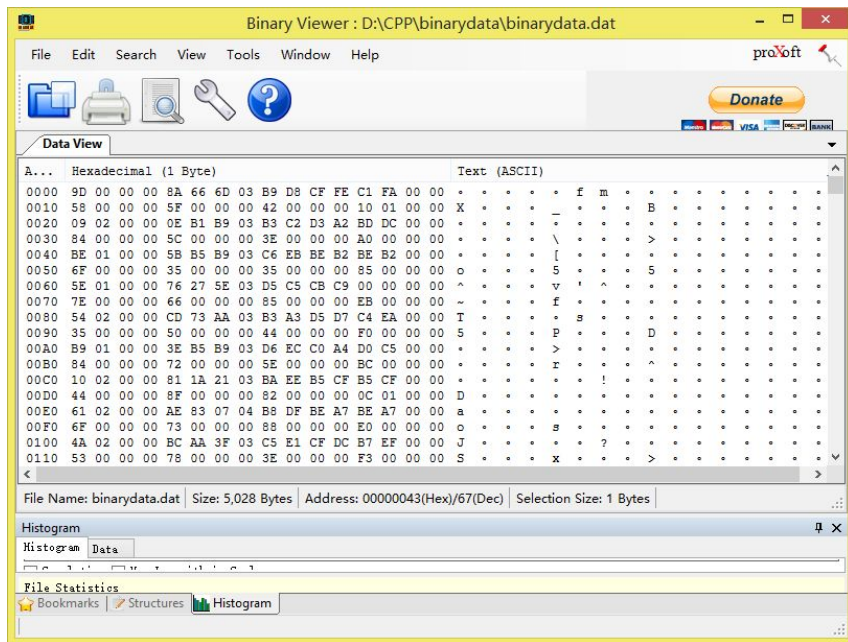 Binary Viewer : D:\CPP\binarydata\binarydata.dat
File Edit Search View Tools Window Help
proXoft
Donate
VISA BANK
Data View
A... Hexadecimal (1 Byte) Text (ASCII)
0000 9D 00 00 00 8A 66 6D 03 B9 D8 CF FE C1 FA 00 00 ∘ ∘ ∘ ∘ ∘ f m ∘ ∘ ∘ ∘ ∘ ∘ ∘ ∘ ∘
0010 58 00 00 00 5F 00 00 00 42 00 00 00 10 01 00 00 X ∘ ∘ ∘ _ ∘ ∘ ∘ B ∘ ∘ ∘ ∘ ∘ ∘ ∘
0020 09 02 00 00 0E B1 B9 03 B3 C2 D3 A2 BD DC 00 00 ∘ ∘ ∘ ∘ ∘ ∘ ∘ ∘ ∘ ∘ ∘ ∘ ∘ ∘ ∘ ∘
0030 84 00 00 00 5C 00 00 00 3E 00 00 00 A0 00 00 00 ∘ ∘ ∘ ∘ \ ∘ ∘ ∘ > ∘ ∘ ∘ ∘ ∘ ∘ ∘
0040 BE 01 00 00 5B B5 B9 03 C6 EB BE B2 BE B2 00 00 ∘ ∘ ∘ ∘ [ ∘ ∘ ∘ ∘ ∘ ∘ ∘ ∘ ∘ ∘ ∘
0050 6F 00 00 00 35 00 00 00 35 00 00 00 85 00 00 00 o ∘ ∘ ∘ 5 ∘ ∘ ∘ 5 ∘ ∘ ∘ ∘ ∘ ∘ ∘
0060 5E 01 00 00 76 27 5E 03 D5 C5 CB C9 00 00 00 00 ^ ∘ ∘ ∘ v ' ^ ∘ ∘ ∘ ∘ ∘ ∘ ∘ ∘ ∘
0070 7E 00 00 00 66 00 00 00 85 00 00 00 EB 00 00 00 ~ ∘ ∘ ∘ f ∘ ∘ ∘ ∘ ∘ ∘ ∘ ∘ ∘ ∘ ∘
0080 54 02 00 00 CD 73 AA 03 B3 A3 D5 D7 C4 EA 00 00 T ∘ ∘ ∘ ∘ s ∘ ∘ ∘ ∘ ∘ ∘ ∘ ∘ ∘ ∘
0090 35 00 00 00 50 00 00 00 44 00 00 00 F0 00 00 00 5 ∘ ∘ ∘ P ∘ ∘ ∘ D ∘ ∘ ∘ ∘ ∘ ∘ ∘
00A0 B9 01 00 00 3E B5 B9 03 D6 EC C0 A4 D0 C5 00 00 ∘ ∘ ∘ ∘ > ∘ ∘ ∘ ∘ ∘ ∘ ∘ ∘ ∘ ∘ ∘
00B0 84 00 00 00 72 00 00 00 5E 00 00 00 BC 00 00 00 ∘ ∘ ∘ ∘ r ∘ ∘ ∘ ^ ∘ ∘ ∘ ∘ ∘ ∘ ∘
00C0 10 02 00 00 81 1A 21 03 BA EE B5 CF B5 CF 00 00 ∘ ∘ ∘ ∘ ∘ ∘ ! ∘ ∘ ∘ ∘ ∘ ∘ ∘ ∘ ∘
00D0 44 00 00 00 8F 00 00 00 82 00 00 00 0C 01 00 00 D ∘ ∘ ∘ ∘ ∘ ∘ ∘ ∘ ∘ ∘ ∘ ∘ ∘ ∘ ∘
00E0 61 02 00 00 AE 83 07 04 B8 DF BE A7 BE A7 00 00 a ∘ ∘ ∘ ∘ ∘ ∘ ∘ ∘ ∘ ∘ ∘ ∘ ∘ ∘ ∘
00F0 6F 00 00 00 73 00 00 00 88 00 00 00 E0 00 00 00 o ∘ ∘ ∘ s ∘ ∘ ∘ ∘ ∘ ∘ ∘ ∘ ∘ ∘ ∘
0100 4A 02 00 00 BC AA 3F 03 C5 E1 CF DC B7 EF 00 00 J ∘ ∘ ∘ ∘ ∘ ? ∘ ∘ ∘ ∘ ∘ ∘ ∘ ∘ ∘
0110 53 00 00 00 78 00 00 00 3E 00 00 00 F3 00 00 00 S ∘ ∘ ∘ x ∘ ∘ ∘ > ∘ ∘ ∘ ∘ ∘ ∘ ∘
File Name: binarydata.dat Size: 5,028 Bytes Address: 00000043(Hex)/67(Dec) Selection Size: 1 Bytes
Histogram
Histogram Data
File Statistics
Bookmarks Structures Histogram